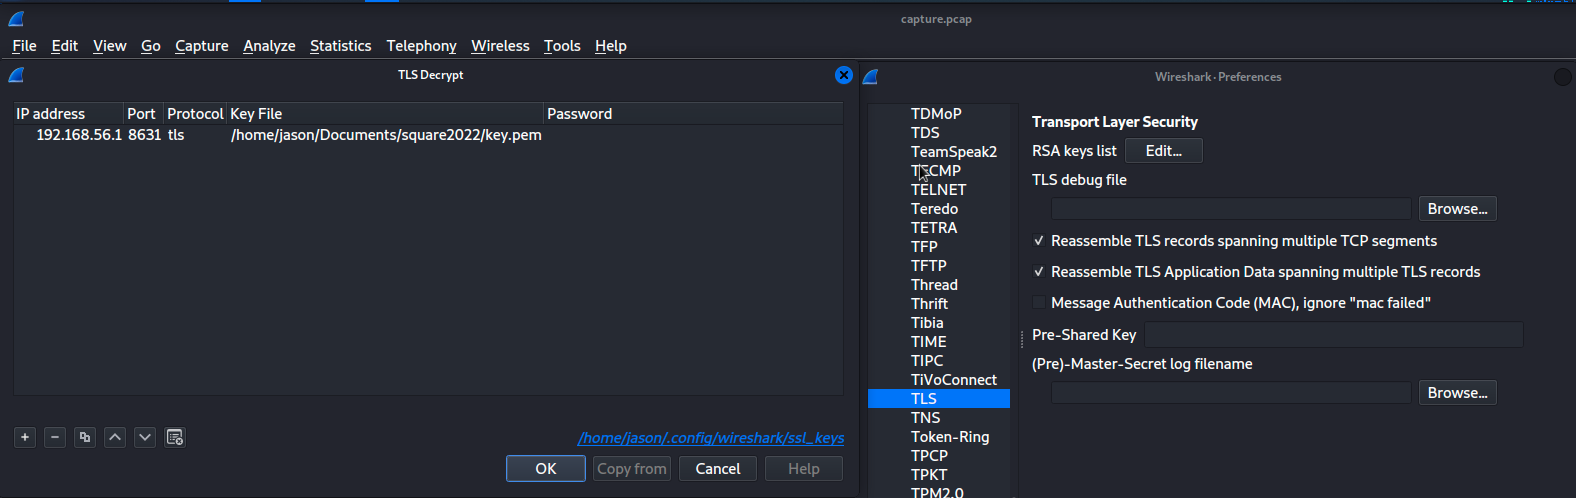 capture.pcap
File Edit View Go Capture Analyze Statistics Telephony Wireless Tools Help
TLS Decrypt
IP address Port Protocol Key File Password
192.168.56.1 8631 tls /home/jason/Documents/square2022/key.pem
/home/jason/.config/wireshark/ssl_keys
OK Copy from Cancel Help
Wireshark · Preferences
TDMoP
TDS
TeamSpeak2
TECMP
TELNET
Teredo
TETRA
TFP
TFTP
Thread
Thrift
Tibia
TIME
TIPC
TiVoConnect
TLS
TNS
Token-Ring
TPCP
TPKT
TPM2.0
Transport Layer Security
RSA keys list Edit...
TLS debug file
Browse...
Reassemble TLS records spanning multiple TCP segments
Reassemble TLS Application Data spanning multiple TLS records
Message Authentication Code (MAC), ignore "mac failed"
Pre-Shared Key
(Pre)-Master-Secret log filename
Browse...